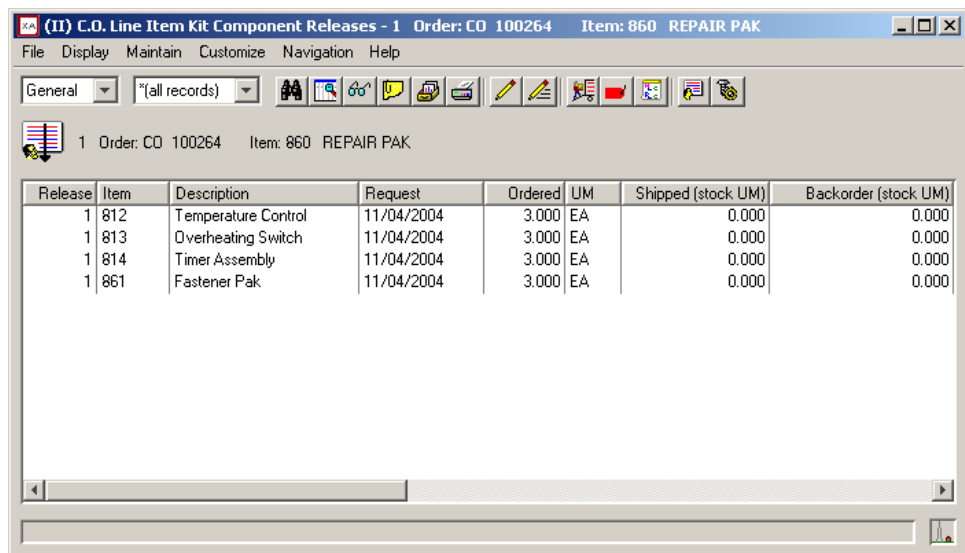 XA (II) C.O. Line Item Kit Component Releases - 1 Order: CO 100264 Item: 860 REPAIR PAK
File Display Maintain Customize Navigation Help
General *(all records)
1 Order: CO 100264 Item: 860 REPAIR PAK
Release Item Description Request Ordered UM Shipped (stock UM) Backorder (stock UM)
1 812 Temperature Control 11/04/2004 3.000 EA 0.000 0.000
1 813 Overheating Switch 11/04/2004 3.000 EA 0.000 0.000
1 814 Timer Assembly 11/04/2004 3.000 EA 0.000 0.000
1 861 Fastener Pak 11/04/2004 3.000 EA 0.000 0.000